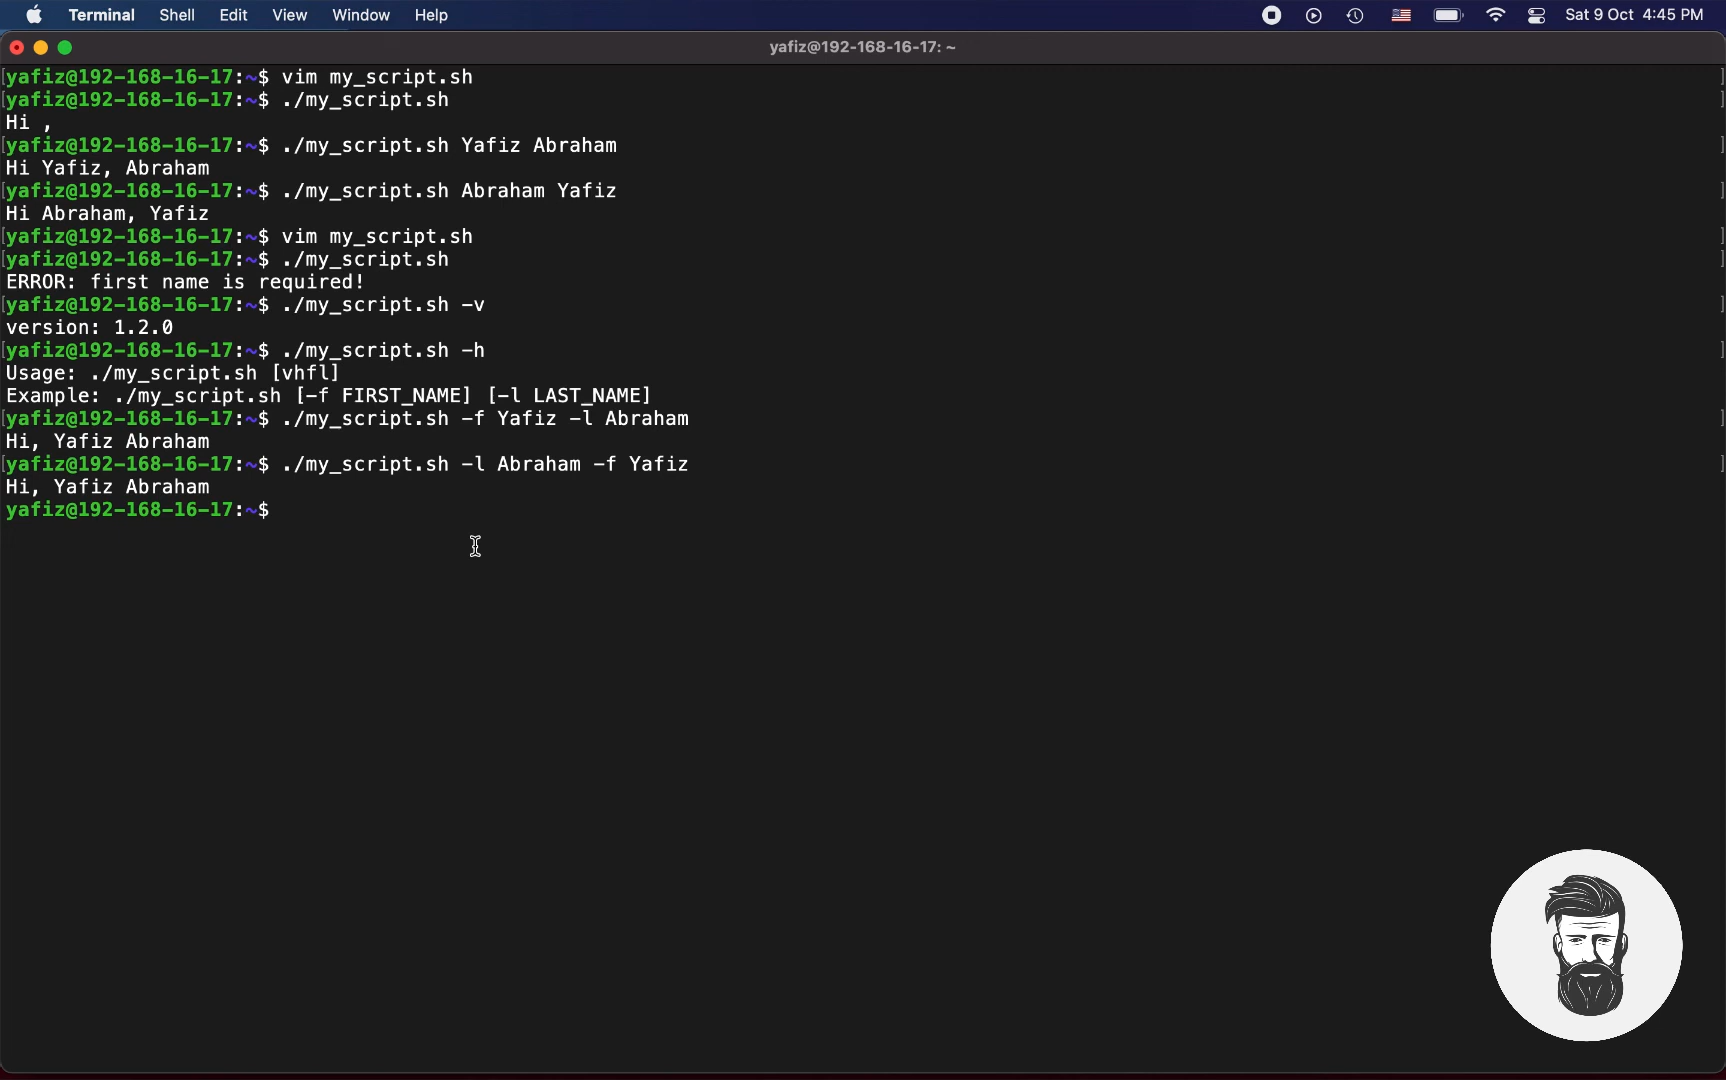 Terminal Shell Edit View Window Help Sat 9 Oct 4:45 PM
yafiz@192-168-16-17: ~
[yafiz@192-168-16-17:~$ vim my_script.sh ]
[yafiz@192-168-16-17:~$ ./my_script.sh ]
Hi ,
[yafiz@192-168-16-17:~$ ./my_script.sh Yafiz Abraham ]
Hi Yafiz, Abraham
[yafiz@192-168-16-17:~$ ./my_script.sh Abraham Yafiz ]
Hi Abraham, Yafiz
[yafiz@192-168-16-17:~$ vim my_script.sh ]
[yafiz@192-168-16-17:~$ ./my_script.sh ]
ERROR: first name is required!
[yafiz@192-168-16-17:~$ ./my_script.sh -v ]
version: 1.2.0
[yafiz@192-168-16-17:~$ ./my_script.sh -h ]
Usage: ./my_script.sh [vhfl]
Example: ./my_script.sh [-f FIRST_NAME] [-l LAST_NAME]
[yafiz@192-168-16-17:~$ ./my_script.sh -f Yafiz -l Abraham ]
Hi, Yafiz Abraham
[yafiz@192-168-16-17:~$ ./my_script.sh -l Abraham -f Yafiz ]
Hi, Yafiz Abraham
yafiz@192-168-16-17:~$